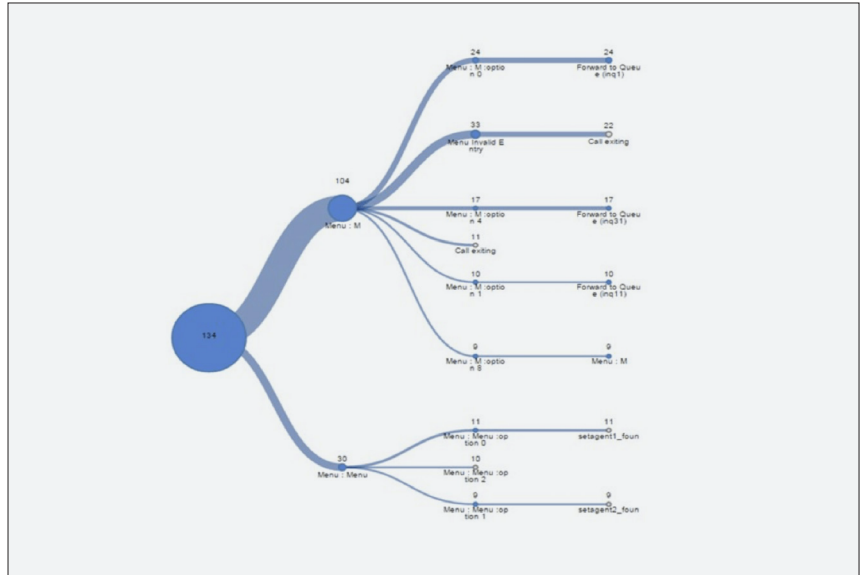 24
Menu : M :optio
n 0
24
Forward to Queu
e (inq1)
33
Menu Invalid E
ntry
22
Call exiting
104
Menu : M
17
Menu : M :optio
n 4
17
Forward to Queu
e (inq31)
11
Call exiting
10
Menu : M :optio
n 1
10
Forward to Queu
e (inq11)
134
9
Menu : M :optio
n 8
9
Menu : M
11
Menu : Menu :op
tion 0
11
setagent1_foun
30
Menu : Menu
10
Menu : Menu :op
tion 2
9
Menu : Menu :op
tion 1
9
setagent2_foun